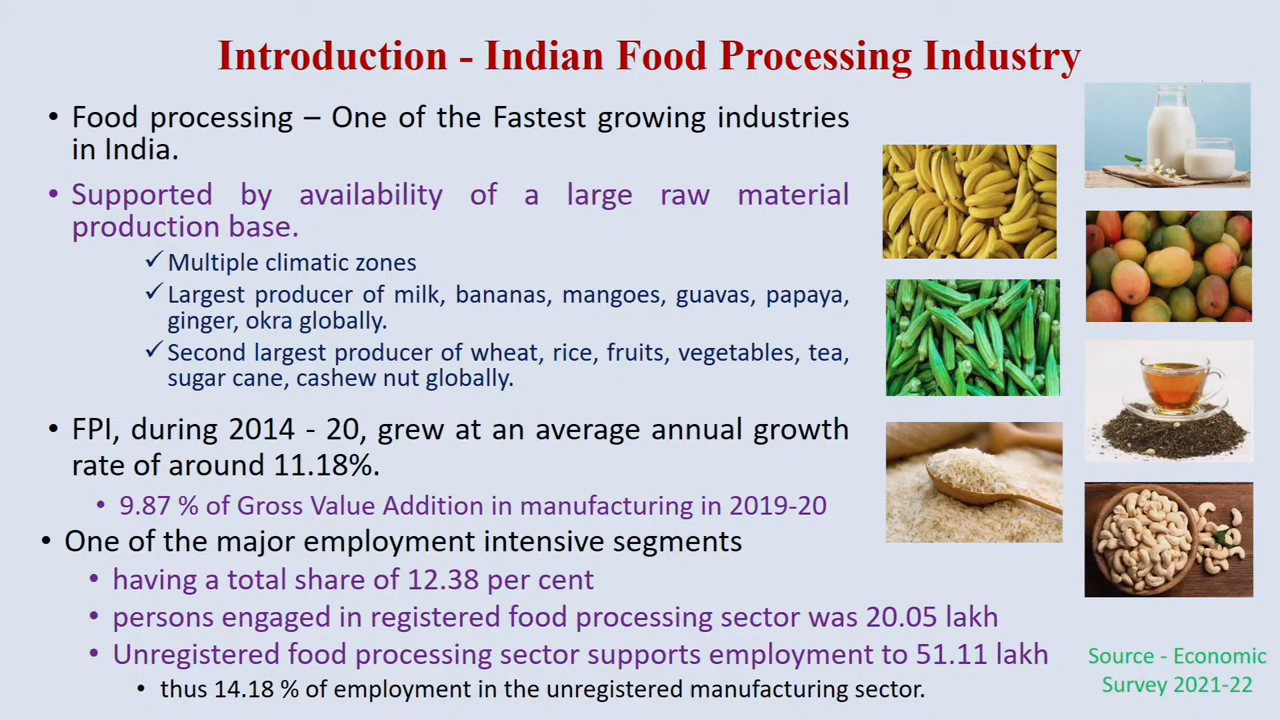 Introduction - Indian Food Processing Industry
• Food processing – One of the Fastest growing industries
in India.
• Supported by availability of a large raw material
production base.
✓ Multiple climatic zones
✓ Largest producer of milk, bananas, mangoes, guavas, papaya,
ginger, okra globally.
✓ Second largest producer of wheat, rice, fruits, vegetables, tea,
sugar cane, cashew nut globally.
• FPI, during 2014 - 20, grew at an average annual growth
rate of around 11.18%.
• 9.87 % of Gross Value Addition in manufacturing in 2019-20
• One of the major employment intensive segments
• having a total share of 12.38 per cent
• persons engaged in registered food processing sector was 20.05 lakh
• Unregistered food processing sector supports employment to 51.11 lakh
• thus 14.18 % of employment in the unregistered manufacturing sector.
Source - Economic
Survey 2021-22